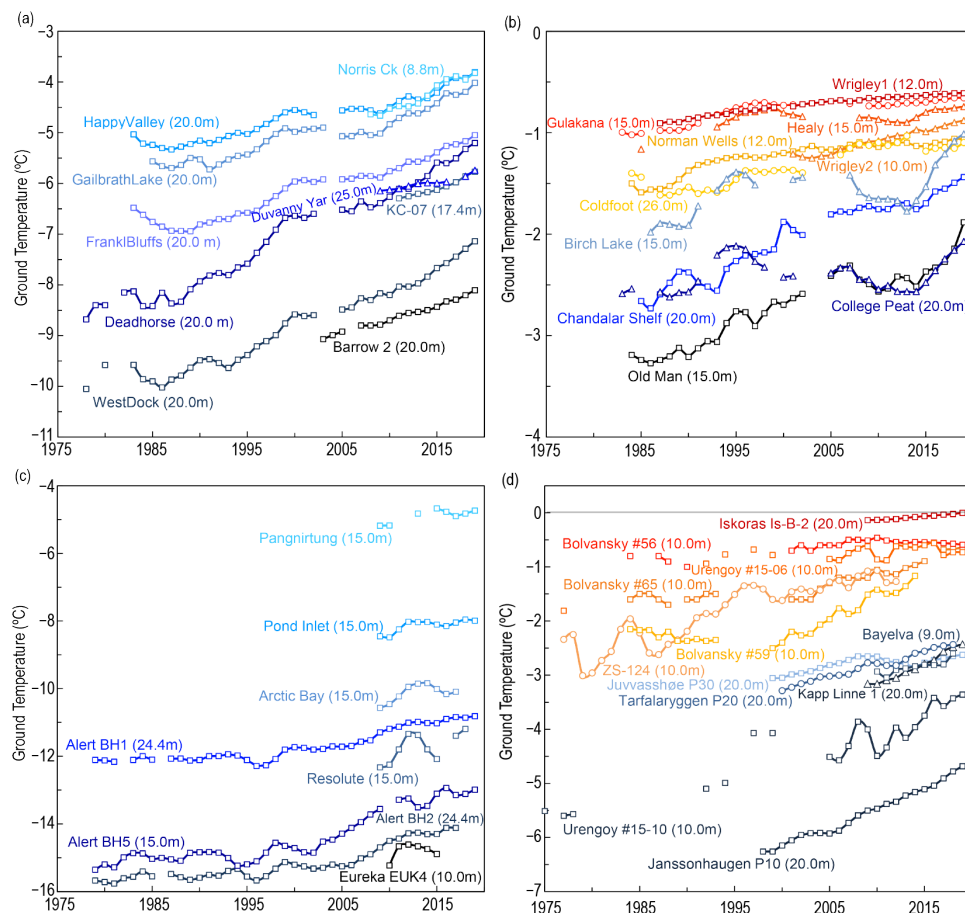 (a)
Ground Temperature (ºC)
−3
−4
−5
−6
−7
−8
−9
−10
−11
Norris Ck (8.8m)
HappyValley
(20.0m)
GailbrathLake
(20.0m)
Duvanny Yar (25.0m)
KC-07 (17.4m)
FranklBluffs
(20.0 m)
Deadhorse (20.0 m)
Barrow 2 (20.0m)
WestDock
(20.0m)
1975 1985 1995 2005 2015
(b)
Ground Temperature (ºC)
0
−1
−2
−3
−4
Wrigley1 (12.0m)
Gulakana (15.0m)
Healy (15.0m)
Norman Wells (12.0m)
Wrigley2 (10.0m)
Coldfoot (26.0m)
Birch Lake
(15.0m)
College Peat (20.0m)
Chandalar Shelf (20.0m)
Old Man (15.0m)
1975 1985 1995 2005 2015
(c)
Ground Temperature (ºC)
−4
−6
−8
−10
−12
−14
−16
Pangnirtung (15.0m)
Pond Inlet (15.0m)
Arctic Bay (15.0m)
Alert BH1 (24.4m)
Resolute
(15.0m)
Alert BH2 (24.4m)
Alert BH5 (15.0m)
Eureka EUK4 (10.0m)
1975 1985 1995 2005 2015
(d)
Ground Temperature (ºC)
0
−1
−2
−3
−4
−5
−6
−7
Iskoras Is-B-2 (20.0m)
Bolvansky #56 (10.0m)
Urengoy #15-06 (10.0m)
Bolvansky #65 (10.0m)
Bayelva (9.0m)
Bolvansky #59 (10.0m)
ZS-124 (10.0m)
Juvvasshøe P30 (20.0m)
Kapp Linne 1 (20.0m)
Tarfalaryggen P20 (20.0m)
Urengoy #15-10 (10.0m)
Janssonhaugen P10 (20.0m)
1975 1985 1995 2005 2015